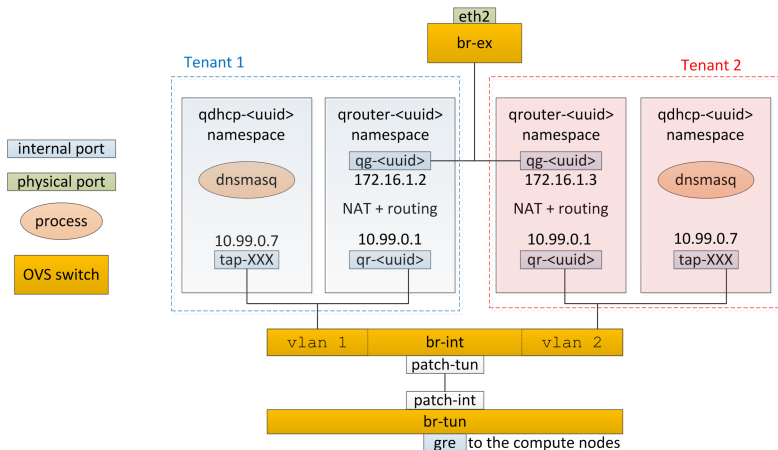 eth2
br-ex
Tenant 1
Tenant 2
qdhcp-<uuid>
namespace
dnsmasq
10.99.0.7
tap-XXX
qrouter-<uuid>
namespace
qg-<uuid>
172.16.1.2
NAT + routing
10.99.0.1
qr-<uuid>
qrouter-<uuid>
namespace
qg-<uuid>
172.16.1.3
NAT + routing
10.99.0.1
qr-<uuid>
qdhcp-<uuid>
namespace
dnsmasq
10.99.0.7
tap-XXX
internal port
physical port
process
OVS switch
vlan 1
br-int
vlan 2
patch-tun
patch-int
br-tun
gre to the compute nodes